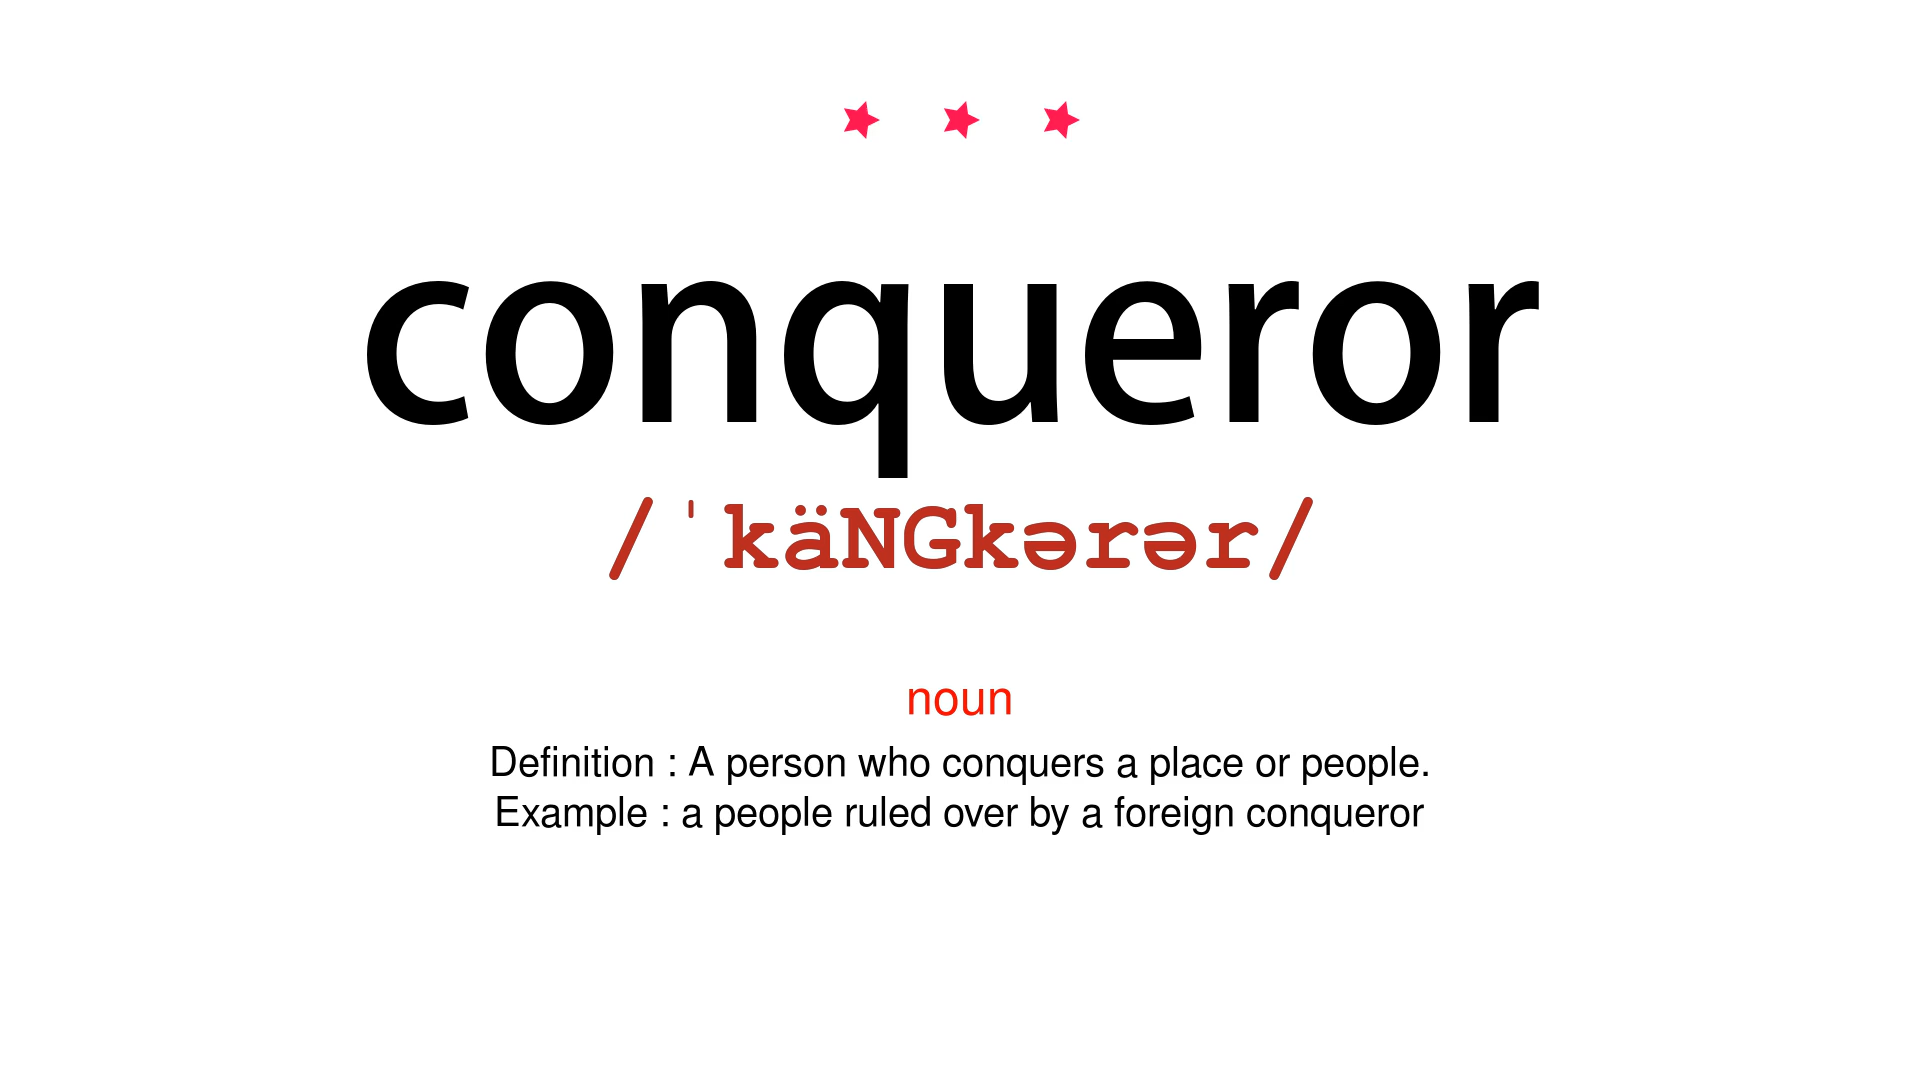 conqueror
/ˈkäNGkərər/
noun
Definition : A person who conquers a place or people.
Example : a people ruled over by a foreign conqueror